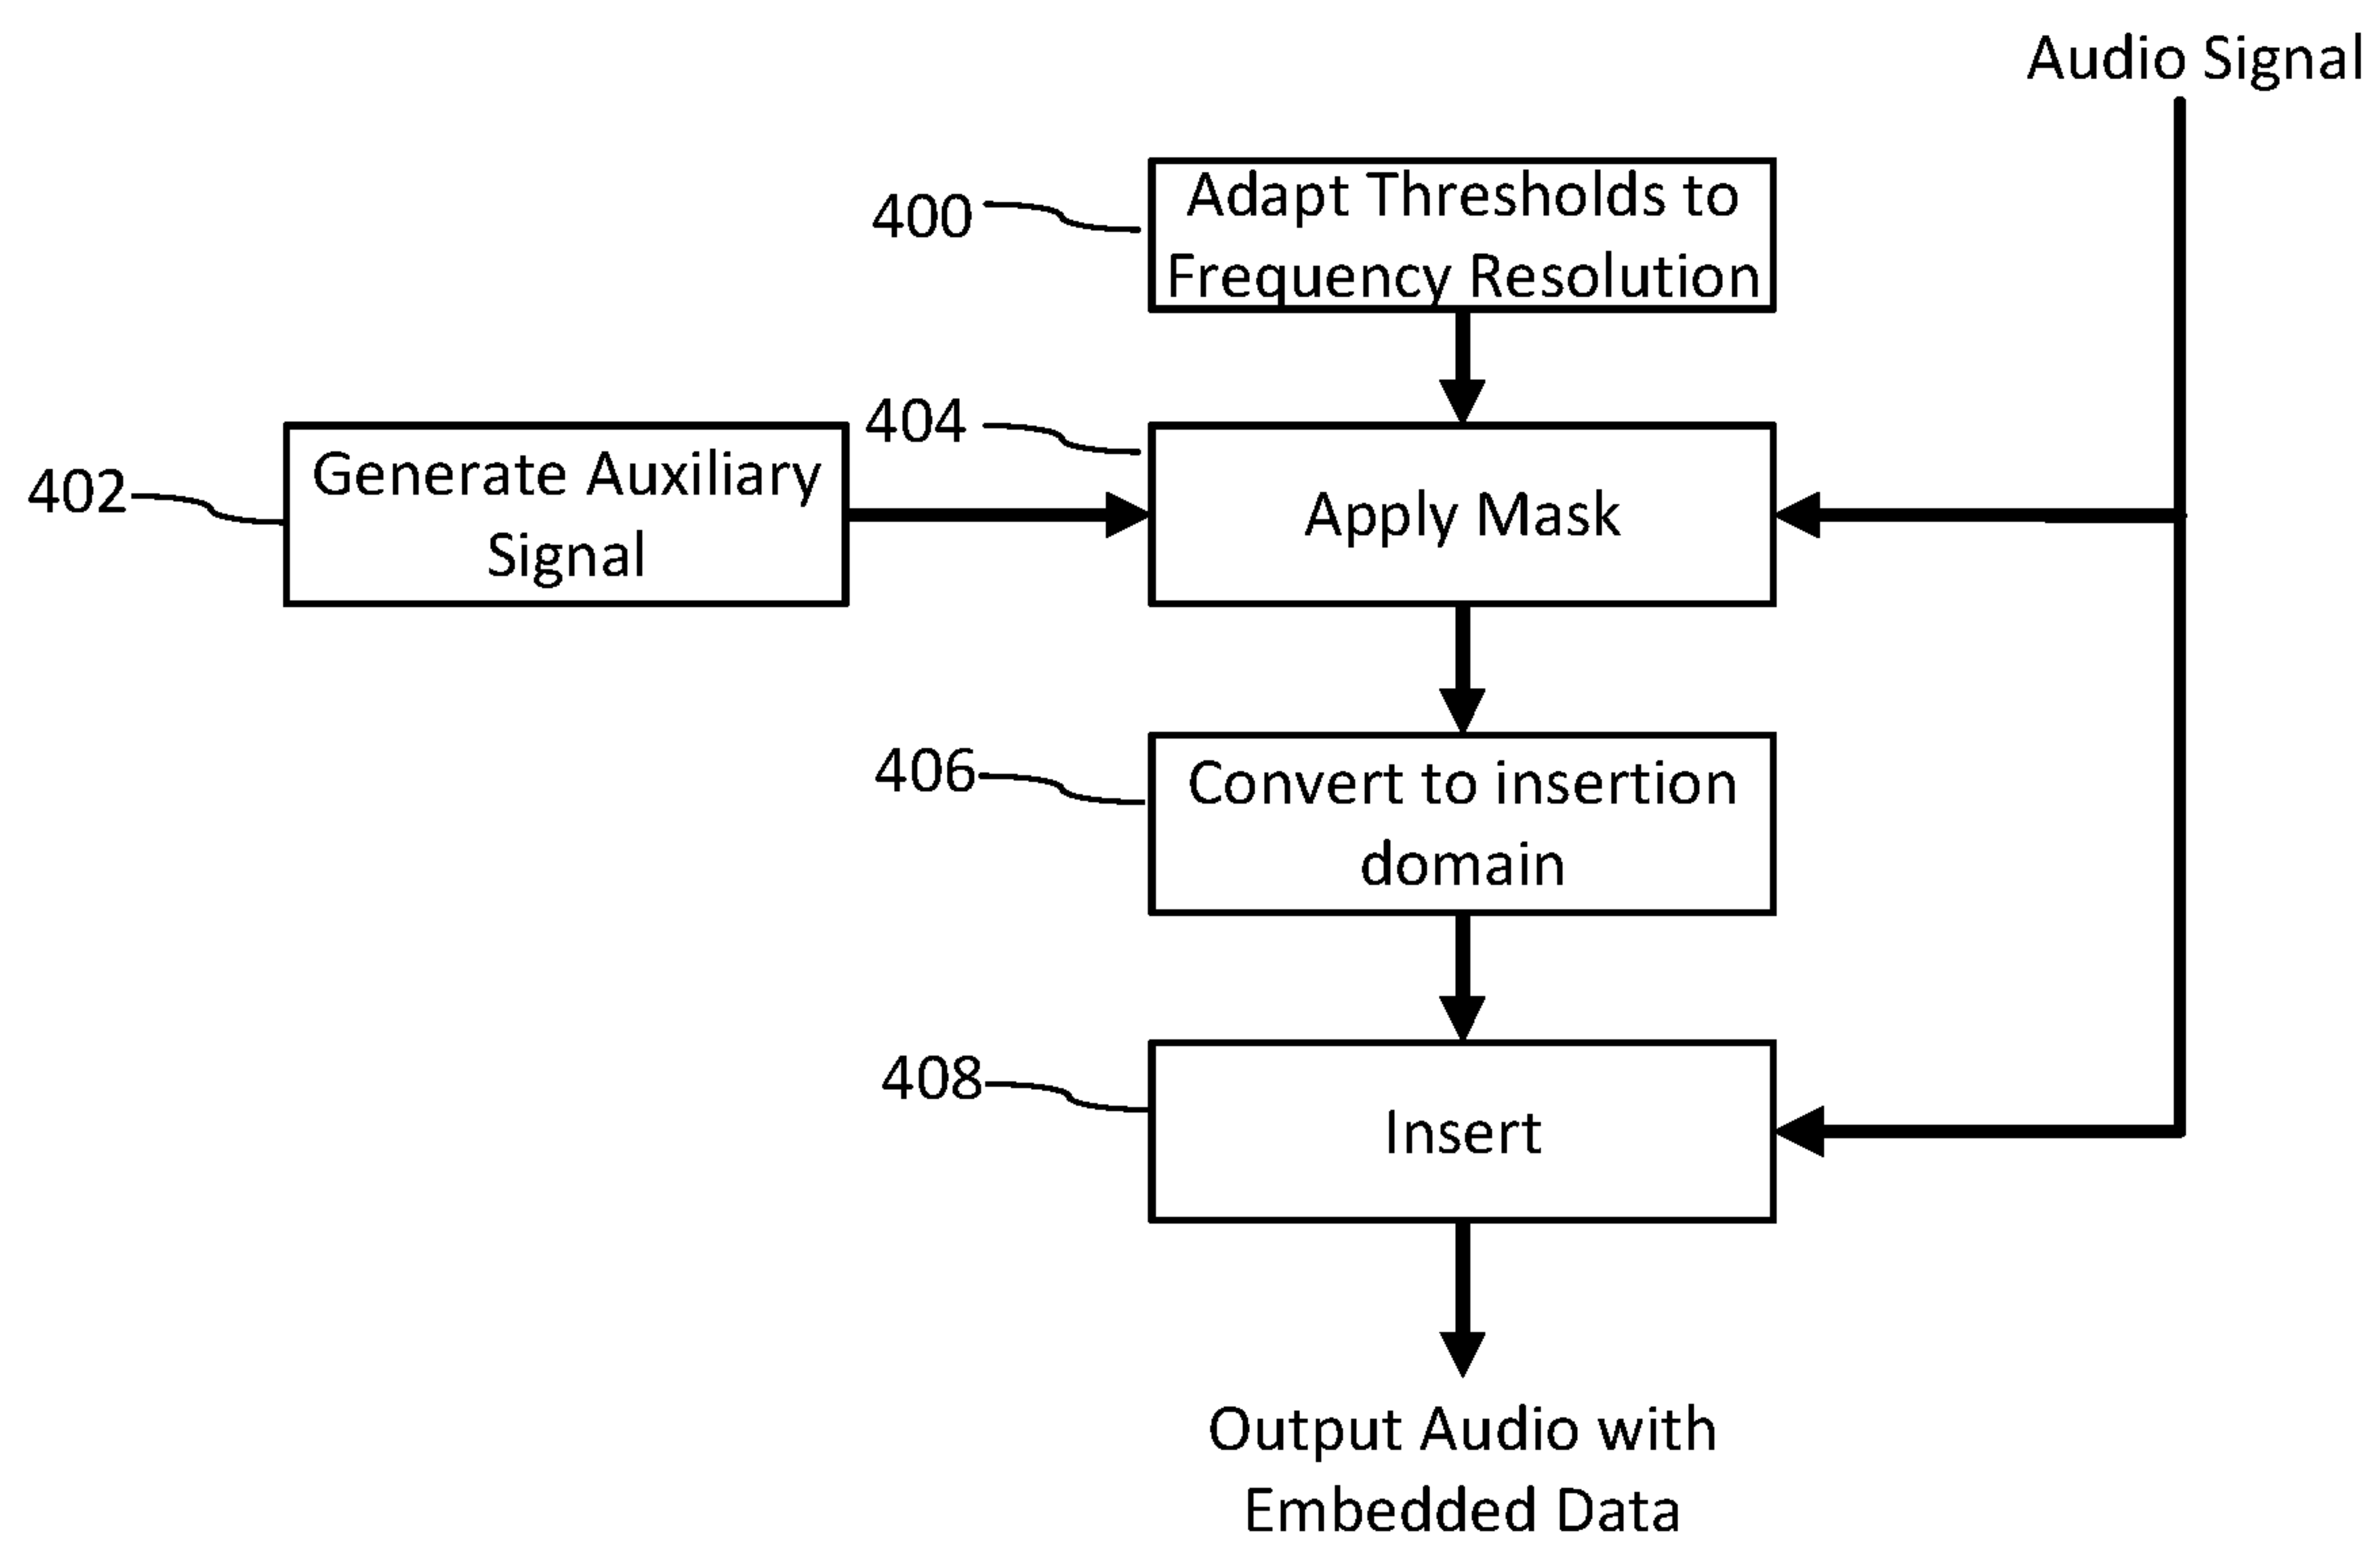 Audio Signal
400
Adapt Thresholds to
Frequency Resolution
404
402
Generate Auxiliary
Signal
Apply Mask
406
Convert to insertion
domain
408
Insert
Output Audio with
Embedded Data